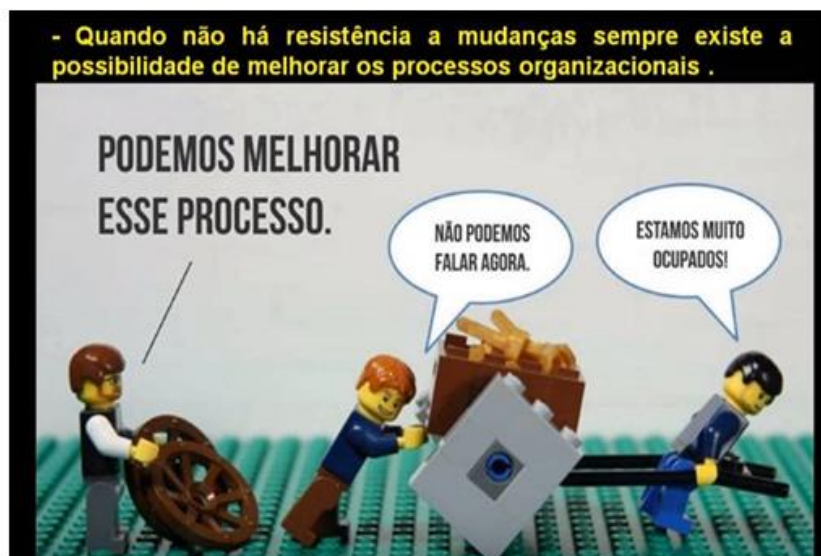 - Quando não há resistência a mudanças sempre existe a
possibilidade de melhorar os processos organizacionais .
PODEMOS MELHORAR
ESSE PROCESSO.
NÃO PODEMOS
FALAR AGORA.
ESTAMOS MUITO
OCUPADOS!